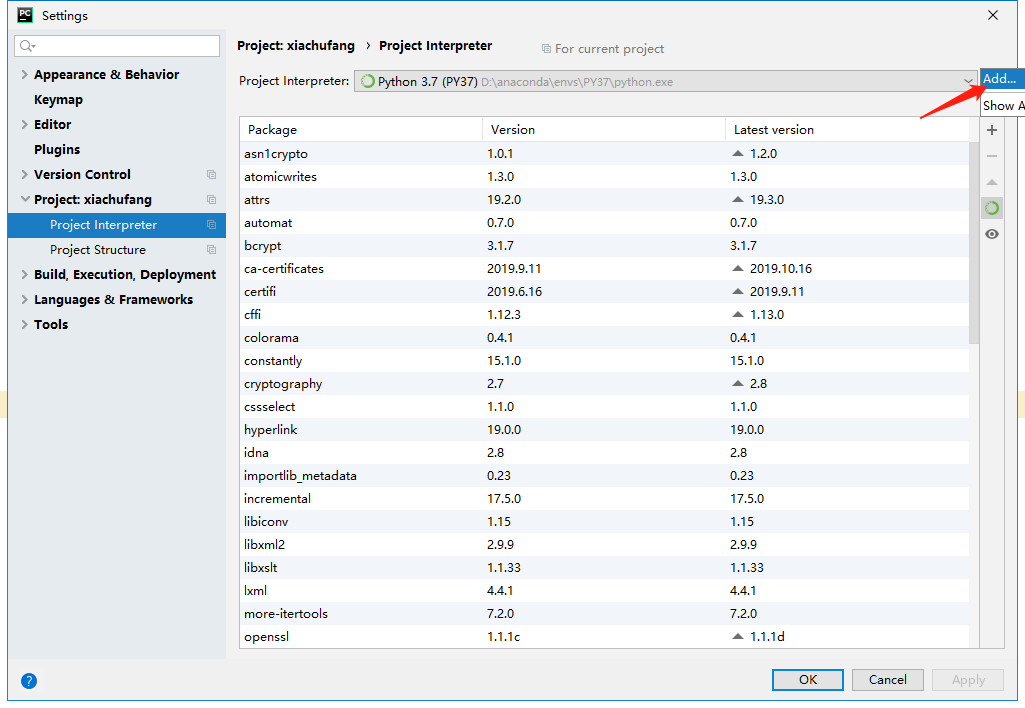 PC Settings
Project: xiachufang › Project Interpreter For current project
Appearance & Behavior
Keymap
Editor
Plugins
Version Control
Project: xiachufang
Project Interpreter
Project Structure
Build, Execution, Deployment
Languages & Frameworks
Tools
Project Interpreter: Python 3.7 (PY37) D:\anaconda\envs\PY37\python.exe
Add...
Show A
Package Version Latest version
asn1crypto 1.0.1 1.2.0
atomicwrites 1.3.0 1.3.0
attrs 19.2.0 19.3.0
automat 0.7.0 0.7.0
bcrypt 3.1.7 3.1.7
ca-certificates 2019.9.11 2019.10.16
certifi 2019.6.16 2019.9.11
cffi 1.12.3 1.13.0
colorama 0.4.1 0.4.1
constantly 15.1.0 15.1.0
cryptography 2.7 2.8
cssselect 1.1.0 1.1.0
hyperlink 19.0.0 19.0.0
idna 2.8 2.8
importlib_metadata 0.23 0.23
incremental 17.5.0 17.5.0
libiconv 1.15 1.15
libxml2 2.9.9 2.9.9
libxslt 1.1.33 1.1.33
lxml 4.4.1 4.4.1
more-itertools 7.2.0 7.2.0
openssl 1.1.1c 1.1.1d
? OK Cancel Apply